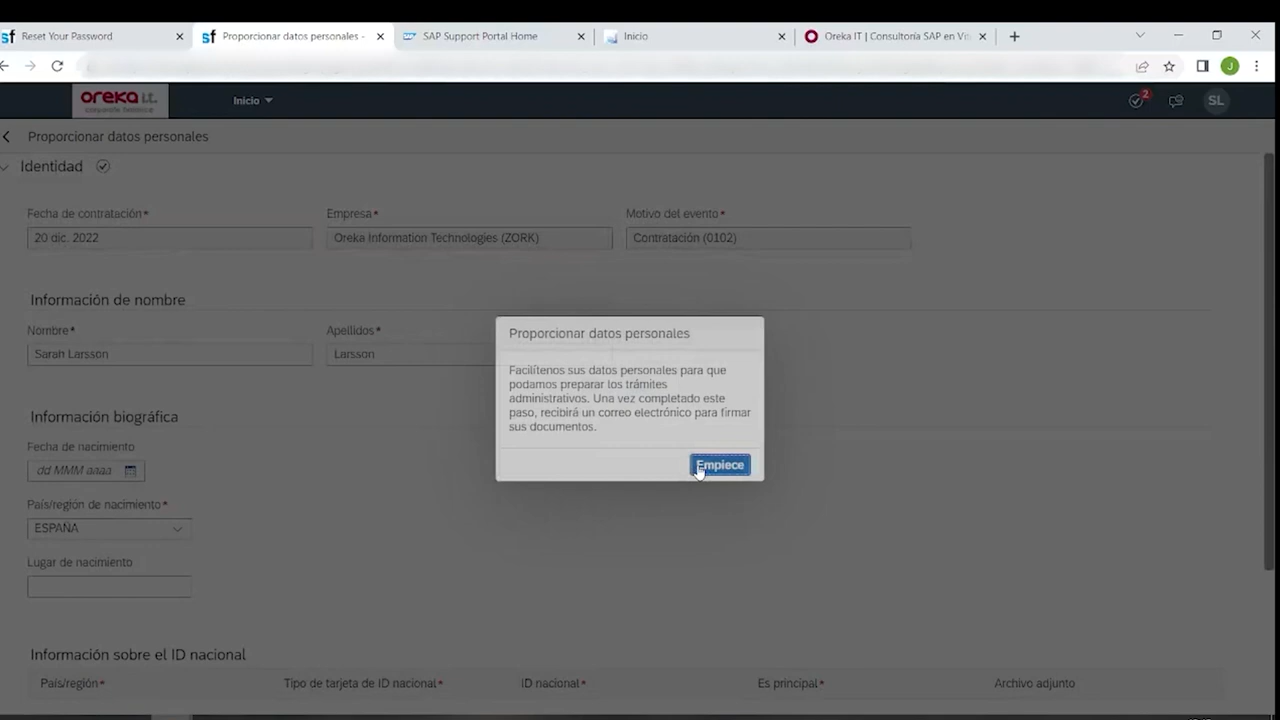 Reset Your Password
Proporcionar datos personales -
SAP Support Portal Home
Inicio
Oreka IT | Consultoría SAP en Vis
J
oreka i.t.
Inicio
2
SL
Proporcionar datos personales
Identidad
Fecha de contratación*
Empresa*
Motivo del evento*
20 dic. 2022
Oreka Information Technologies (ZORK)
Contratación (0102)
Información de nombre
Nombre*
Apellidos*
Sarah Larsson
Larsson
Proporcionar datos personales
Facilítenos sus datos personales para que
podamos preparar los trámites
administrativos. Una vez completado este
paso, recibirá un correo electrónico para firmar
sus documentos.
Empiece
Información biográfica
Fecha de nacimiento
dd MMM aaaa
País/región de nacimiento*
ESPAÑA
Lugar de nacimiento
Información sobre el ID nacional
País/región*
Tipo de tarjeta de ID nacional*
ID nacional*
Es principal*
Archivo adjunto